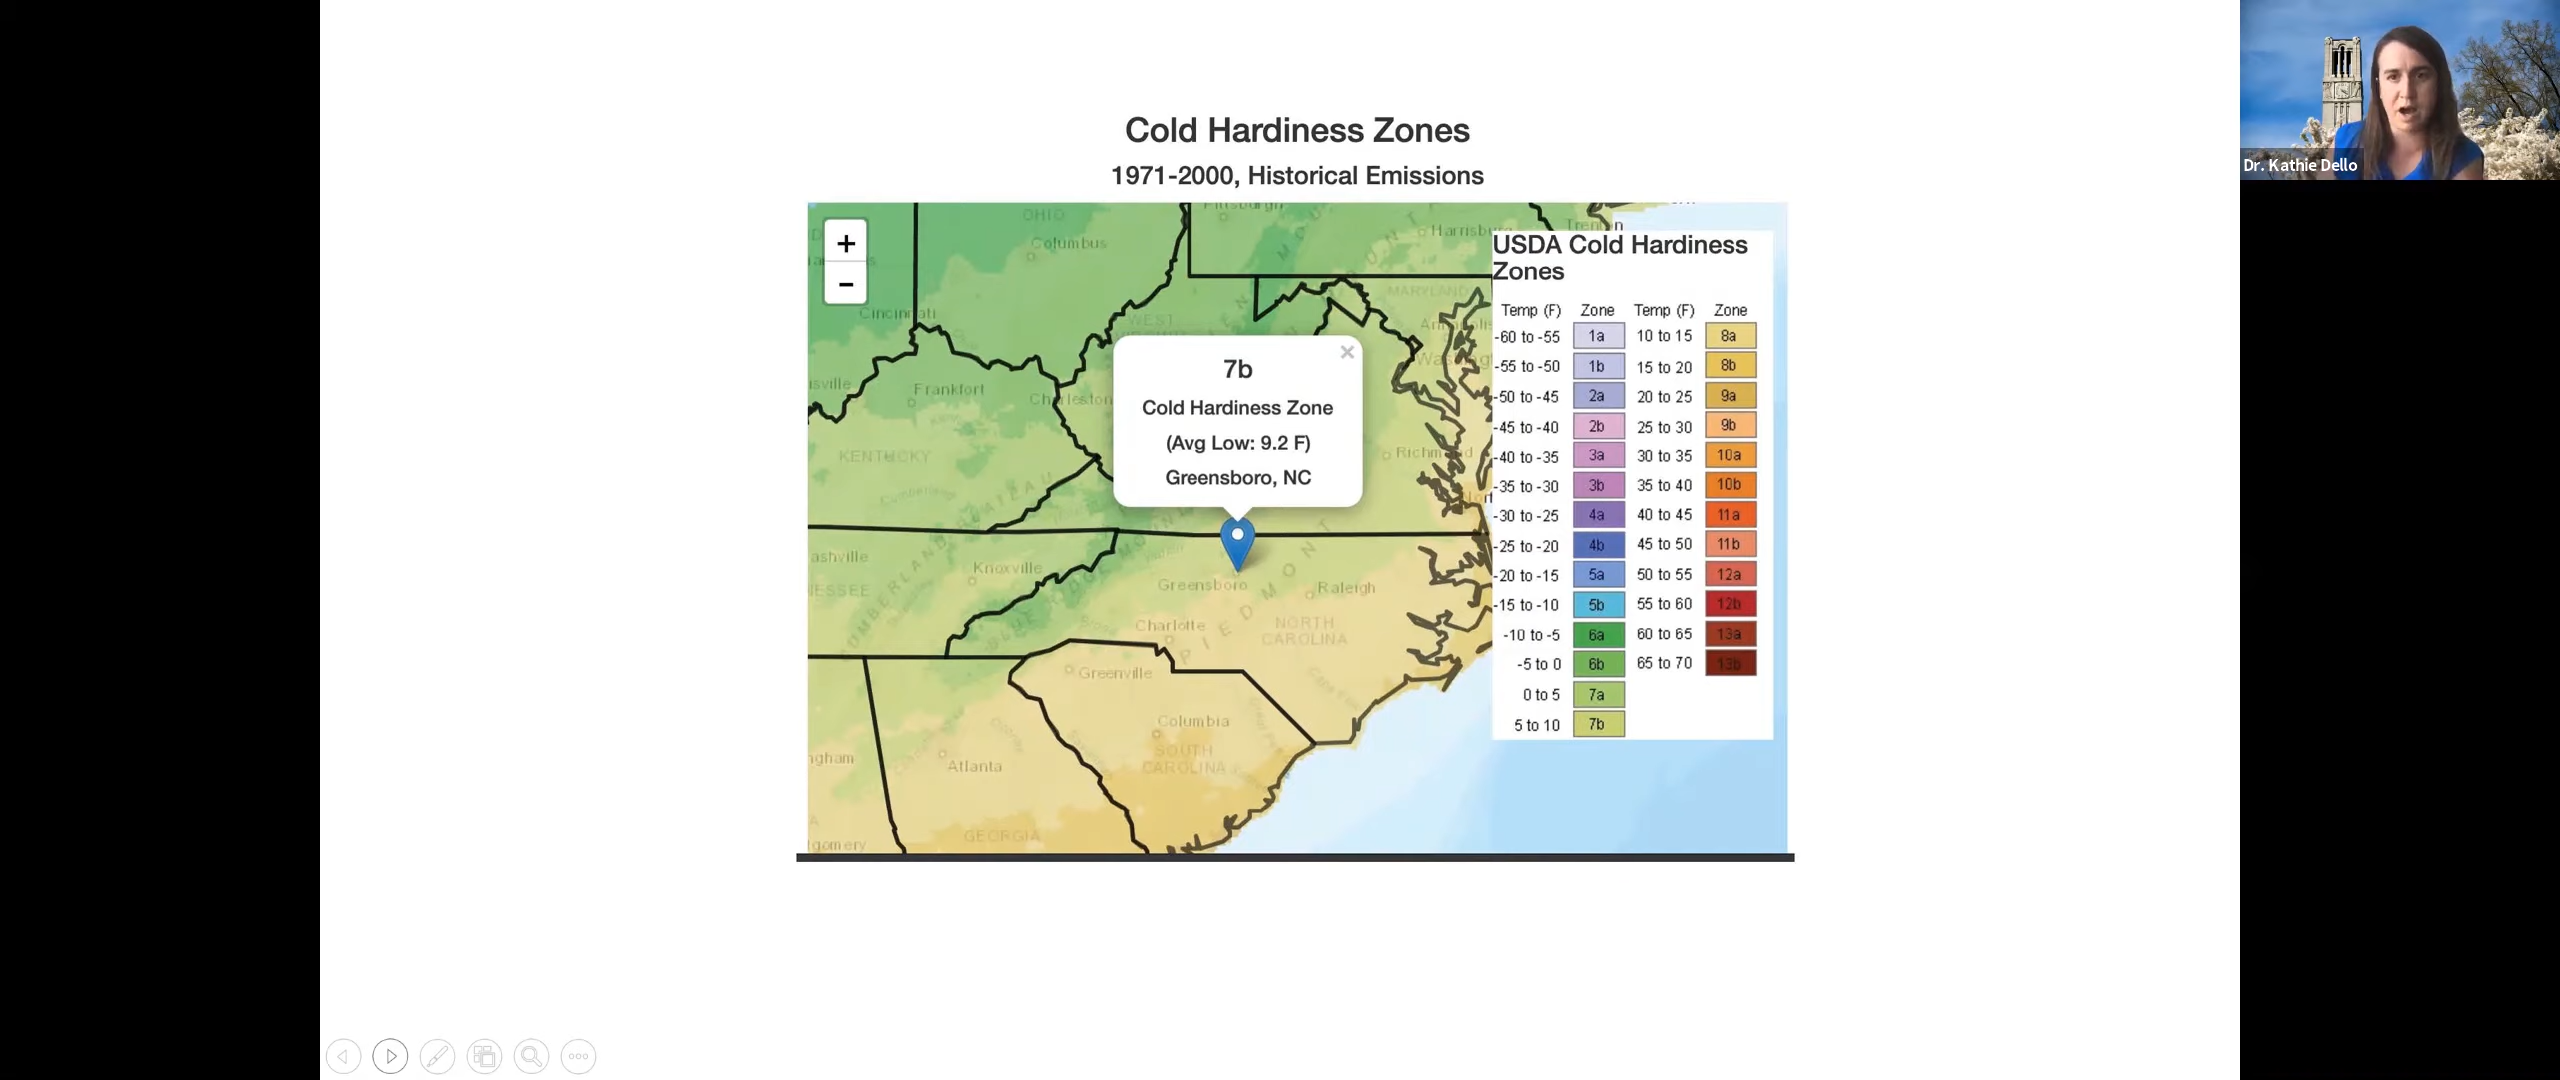 Cold Hardiness Zones
1971-2000, Historical Emissions
Dr. Kathie Dello
+
−
OHIO
Columbus
Pittsburgh
Cincinnati
WEST
MARYLAND
Frankfort
Charleston
KENTUCKY
Richmond
Knoxville
Greensboro
Raleigh
PIEDMONT
Charlotte
NORTH
CAROLINA
Greenville
Columbia
SOUTH
CAROLINA
Atlanta
GEORGIA
×
7b
Cold Hardiness Zone
(Avg Low: 9.2 F)
Greensboro, NC
USDA Cold Hardiness
Zones
Temp (F) Zone Temp (F) Zone
-60 to -55 1a 10 to 15 8a
-55 to -50 1b 15 to 20 8b
-50 to -45 2a 20 to 25 9a
-45 to -40 2b 25 to 30 9b
-40 to -35 3a 30 to 35 10a
-35 to -30 3b 35 to 40 10b
-30 to -25 4a 40 to 45 11a
-25 to -20 4b 45 to 50 11b
-20 to -15 5a 50 to 55 12a
-15 to -10 5b 55 to 60 12b
-10 to -5 6a 60 to 65 13a
-5 to 0 6b 65 to 70 13b
0 to 5 7a
5 to 10 7b